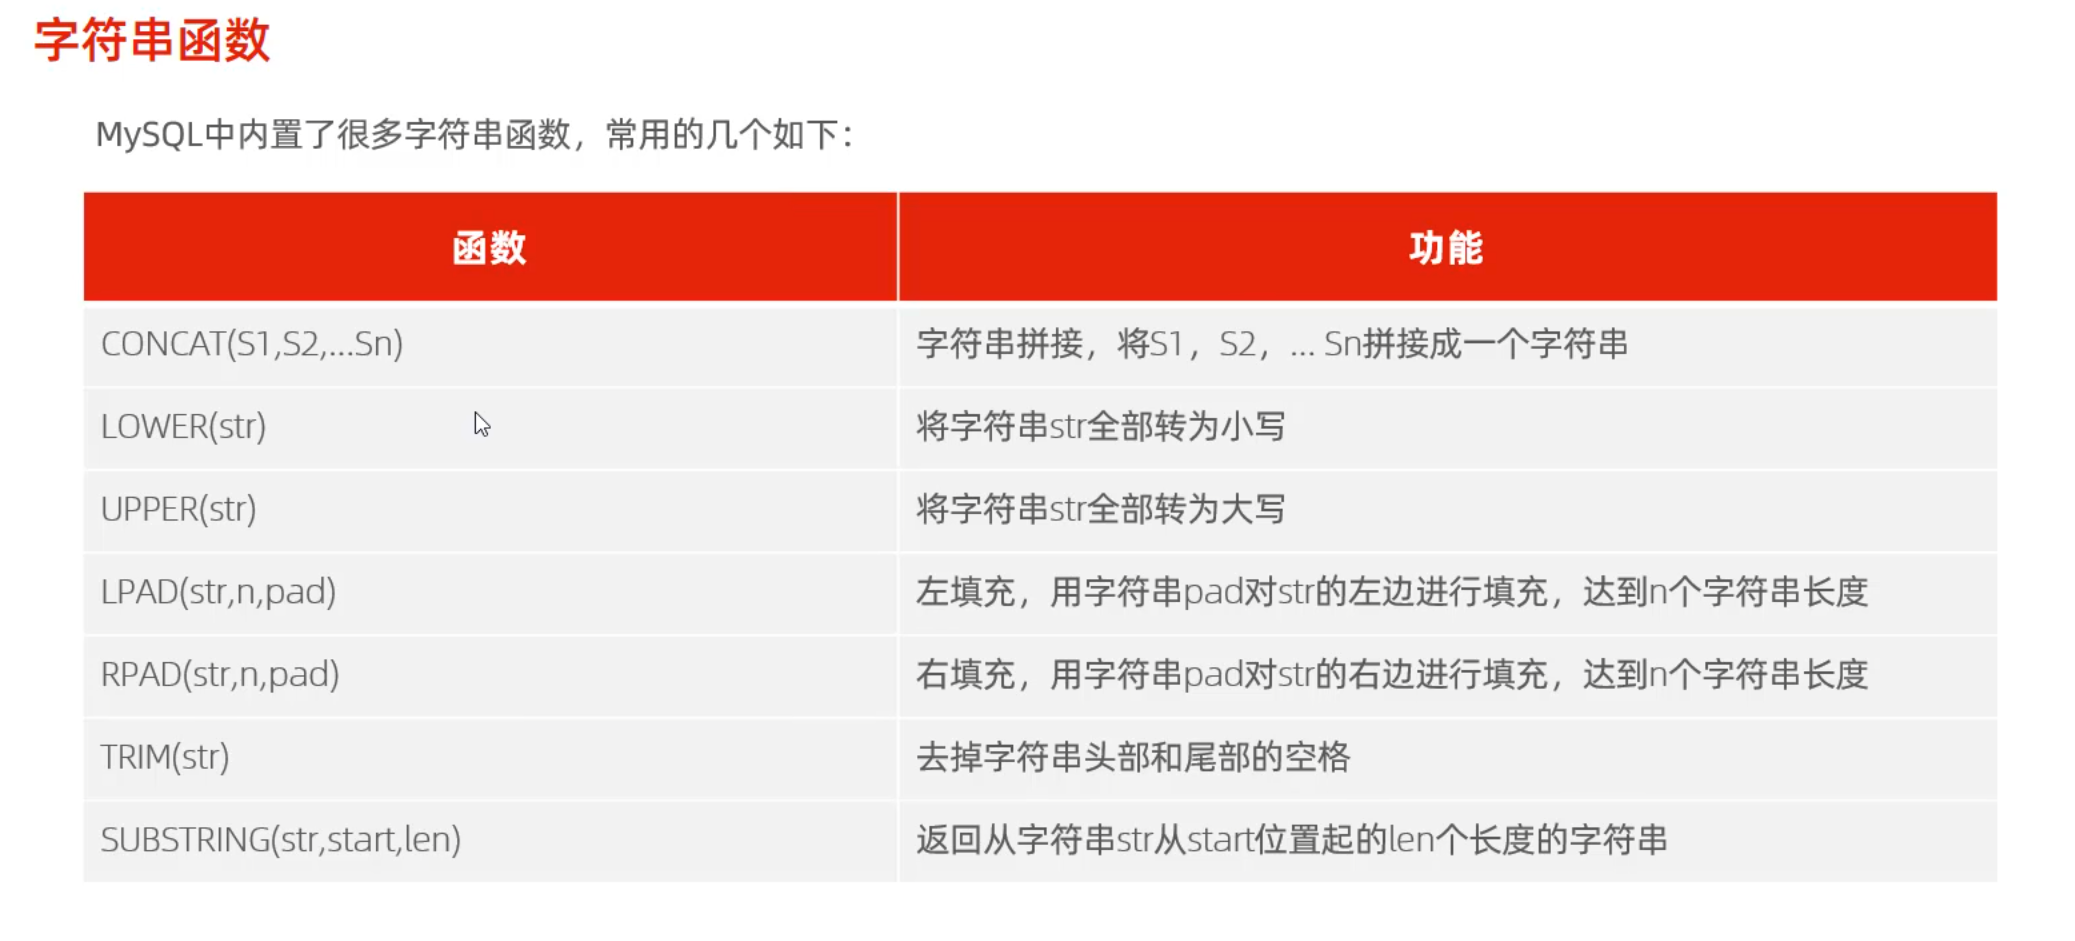 字符串函数
MySQL中内置了很多字符串函数，常用的几个如下：
函数 功能
CONCAT(S1,S2,...Sn) 字符串拼接，将S1，S2，... Sn拼接成一个字符串
LOWER(str) 将字符串str全部转为小写
UPPER(str) 将字符串str全部转为大写
LPAD(str,n,pad) 左填充，用字符串pad对str的左边进行填充，达到n个字符串长度
RPAD(str,n,pad) 右填充，用字符串pad对str的右边进行填充，达到n个字符串长度
TRIM(str) 去掉字符串头部和尾部的空格
SUBSTRING(str,start,len) 返回从字符串str从start位置起的len个长度的字符串